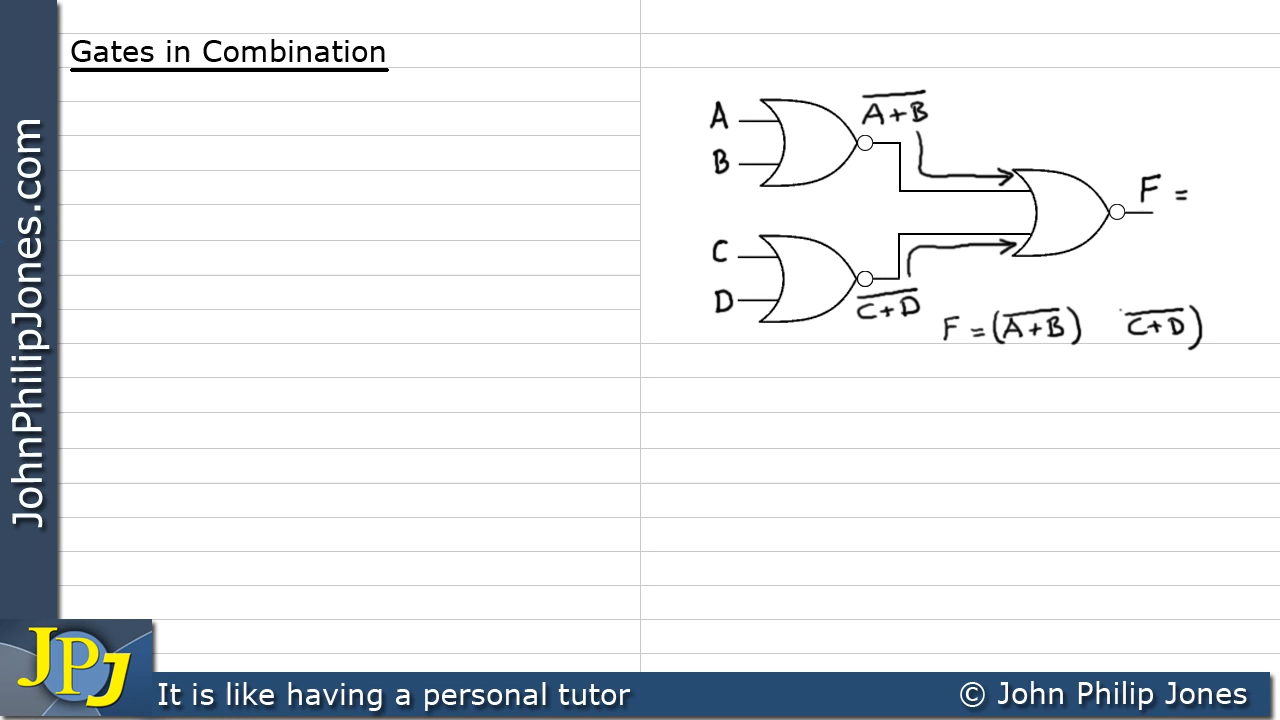 Gates in Combination
A
B
A̅+̅B̅
F =
C
D
C̅+̅D̅
F = (A̅+̅B̅) C̅+̅D̅)
JohnPhilipJones.com
JPJ
It is like having a personal tutor
© John Philip Jones